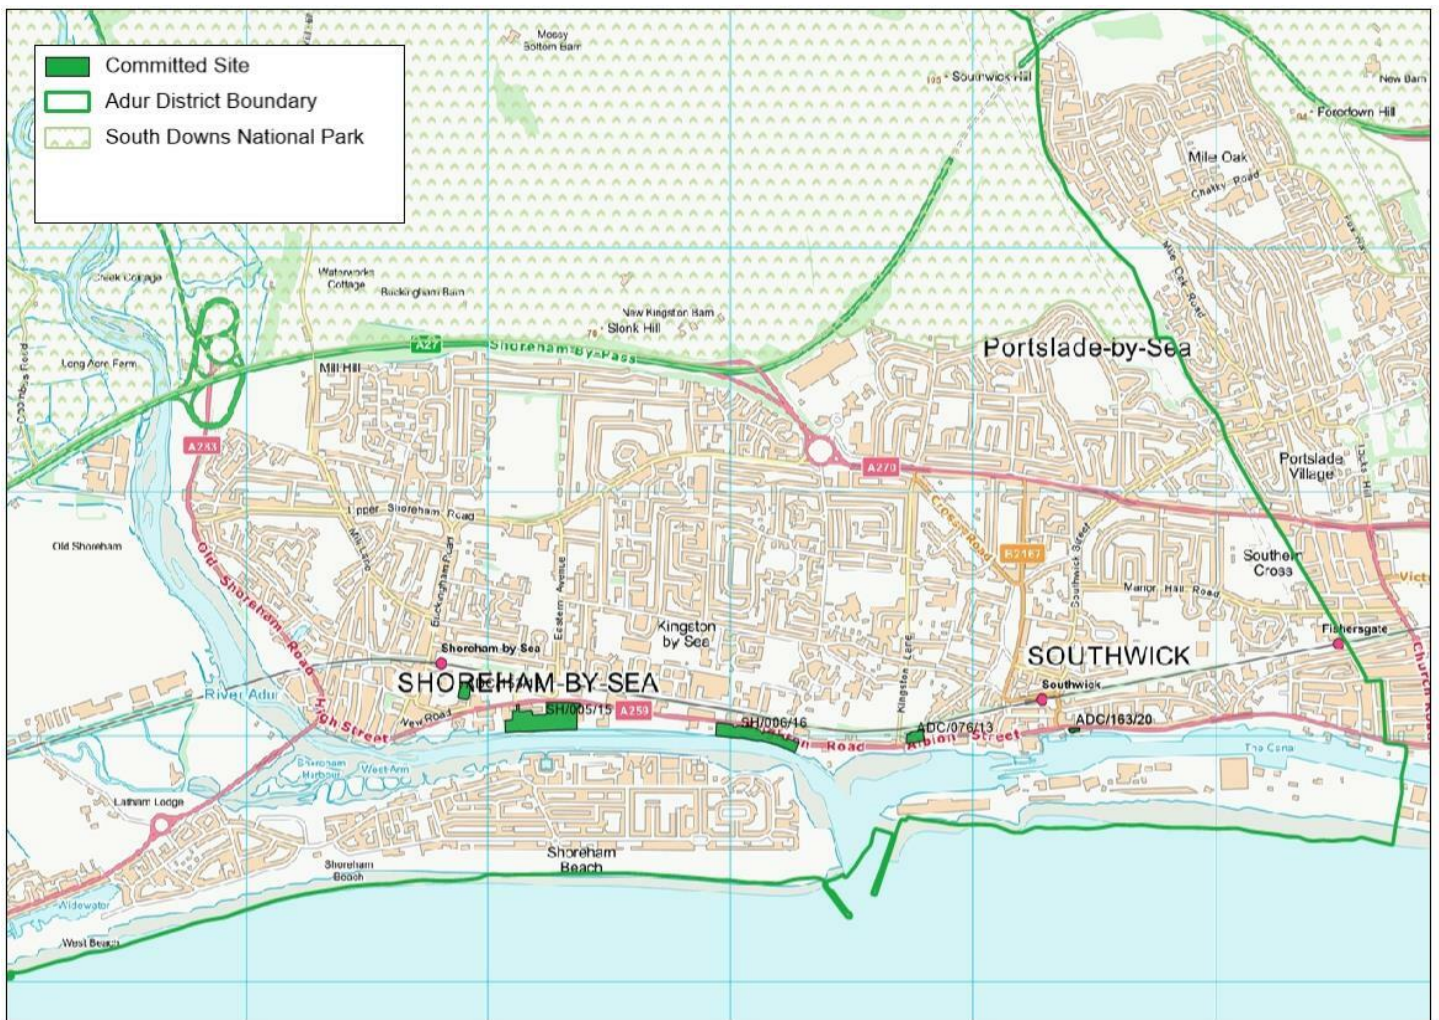 Committed Site
Adur District Boundary
South Downs National Park
Mossy
Bottom Barn
Southwick Hill
New Barn
Foredown Hill
Mile Oak
Chalky Road
Mile Oak Road
Creek Cottage
Waterworks
Cottage
Buckingham Barn
New Kingston Barn
Slonk Hill
Long Acre Farm
A27
Shoreham-By-Pass
Mill Hill
Portslade-by-Sea
A283
A270
Portslade
Village
Upper Shoreham Road
Mill Lane
Buckingham Park
Eastern Avenue
Cross Road
B2167
Southwick Street
Old Shoreham
Old Shoreham Road
Southern
Cross
Manor Hall Road
Fishersgate
Kingston
by Sea
Kingston Lane
Shoreham-by-Sea
SHOREHAM-BY-SEA
SOUTHWICK
Southwick
River Adur
High Street
New Road
SH/005/15
A259
SH/006/16
Road
ADC/076/13
Albion Street
ADC/163/20
The Canal
Shoreham
Harbour
West Arm
Latham Lodge
Shoreham
Beach
Shoreham
Beach
Widewater
West Beach